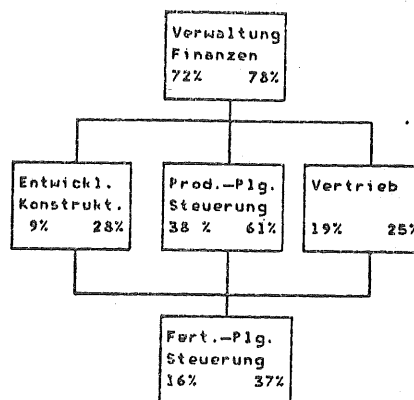 Verwaltung
Finanzen
72% 78%
Entwickl.
Konstrukt.
9% 28%
Prod.-Plg.
Steuerung
38 % 61%
Vertrieb
19% 25%
Fert.-Plg.
Steuerung
16% 37%